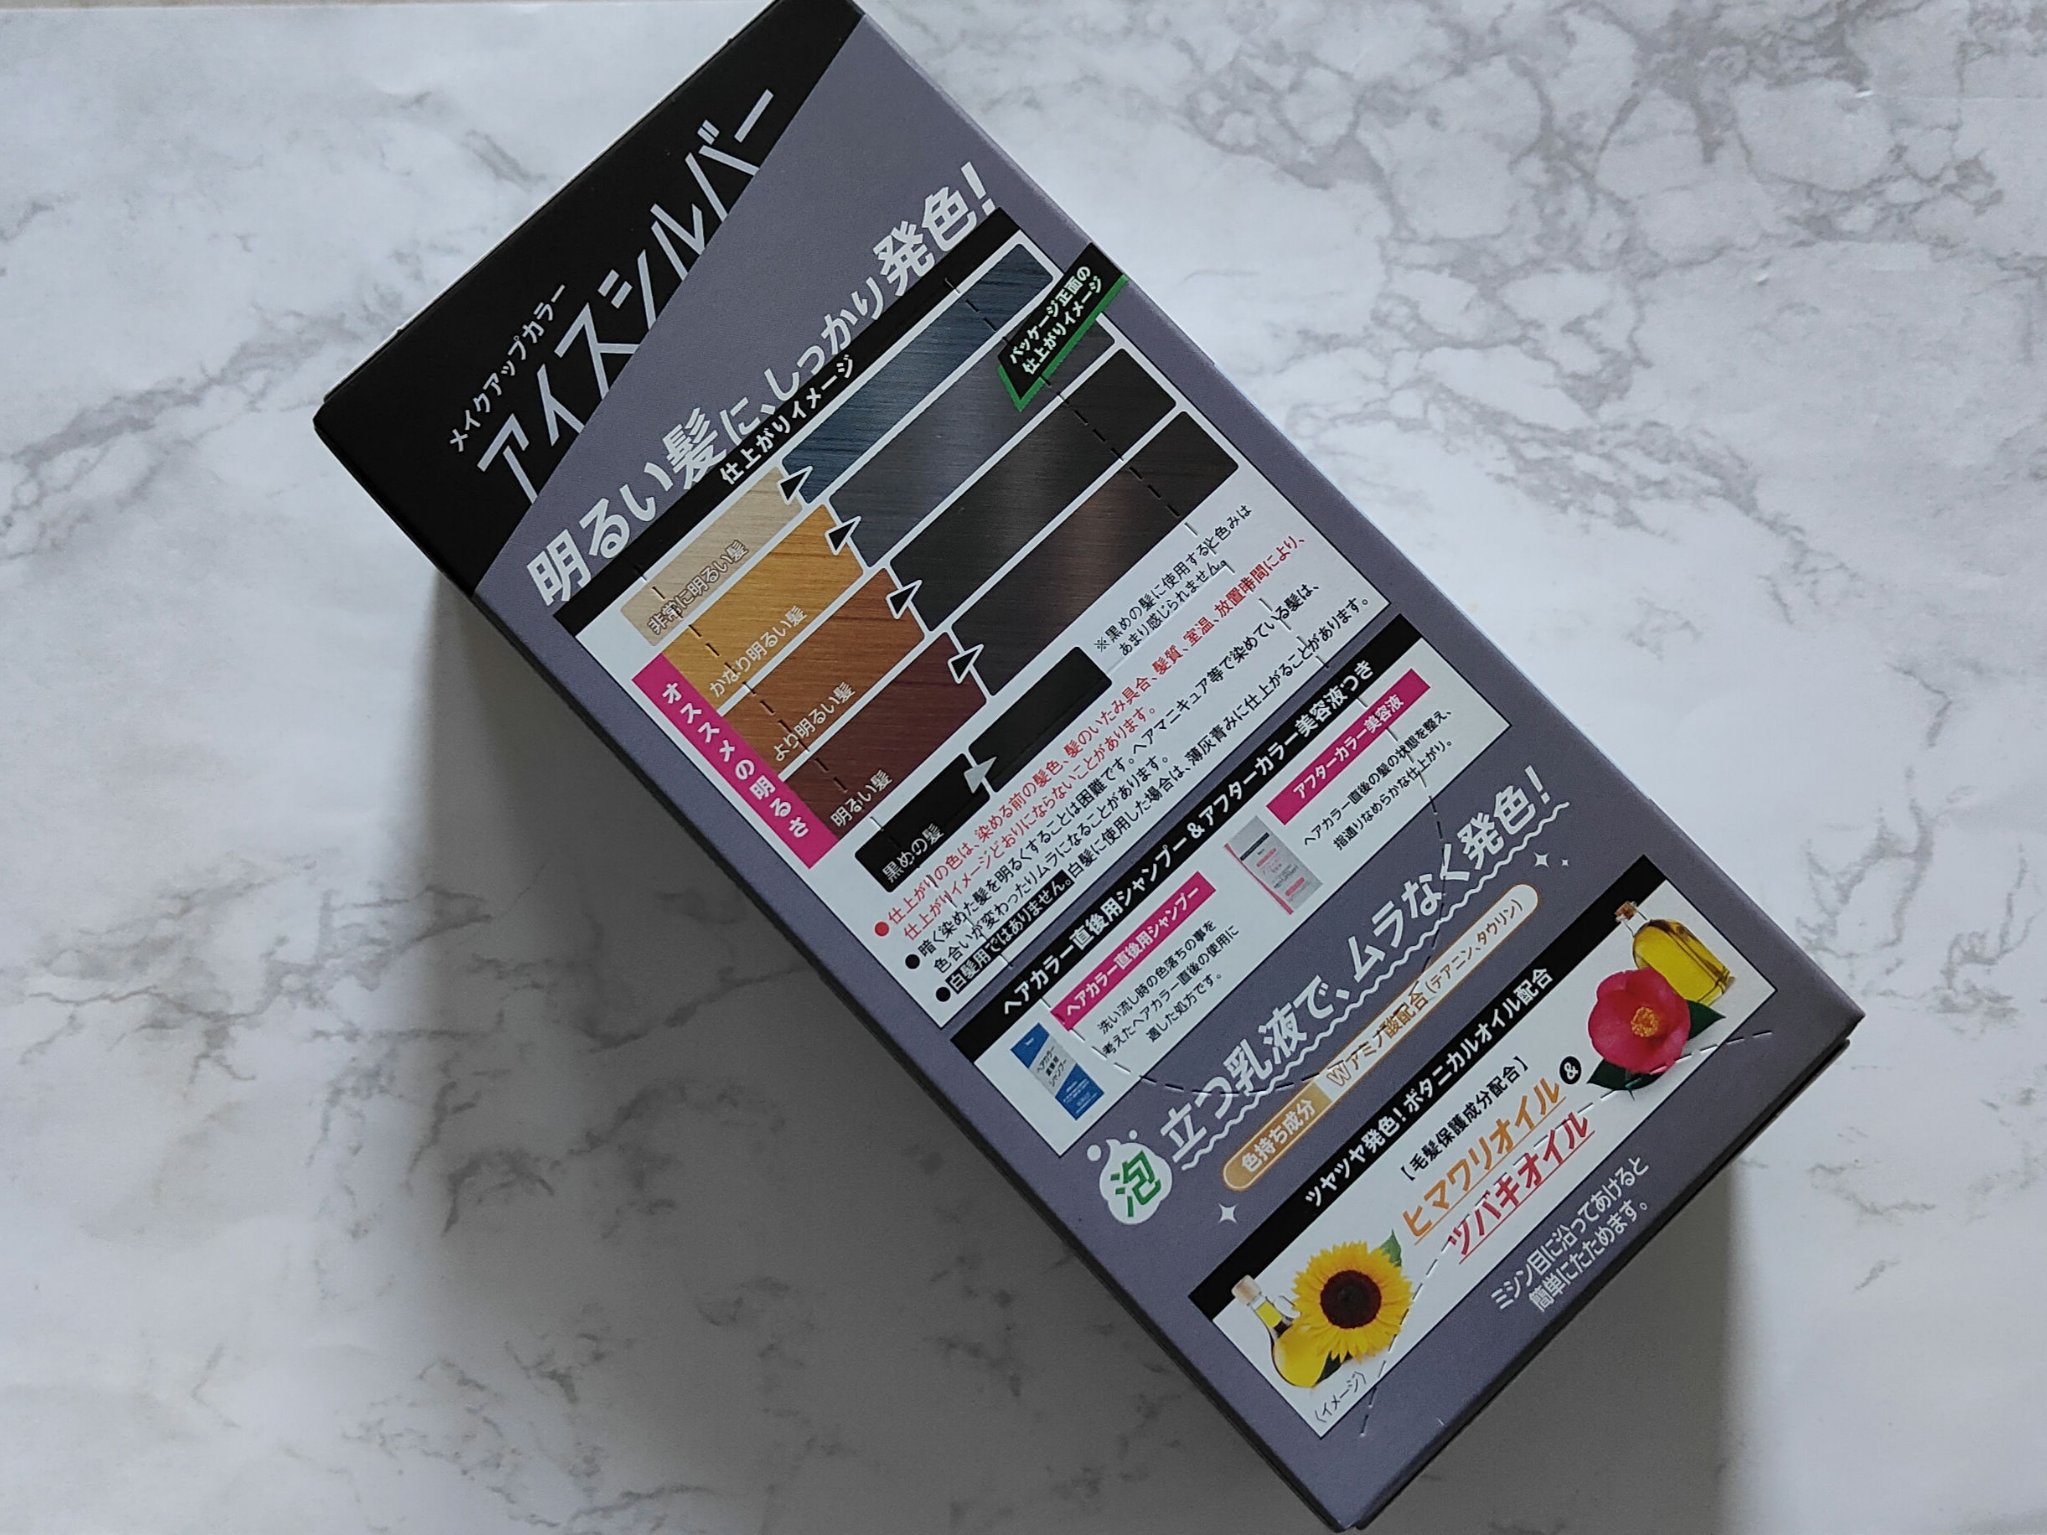 メイクアップカラー
アイスシルバー
明るい髪に、しっかり発色!
仕上がりイメージ
パッケージ正面の
仕上がりイメージ
非常に明るい髪
かなり明るい髪
より明るい髪
明るい髪
黒めの髪
オススメの明るさ
※黒めの髪に使用すると色みは
あまり感じられません。
●仕上がりの色は、染める前の髪色、髪のいたみ具合、髪質、室温、放置時間により、
仕上がりイメージどおりにならないことがあります。
●暗く染めた髪を明るくすることは困難です。ヘアマニキュア等で染めている髪は、
色合いが変わったりムラになることがあります。
●白髪用ではありません。白髪に使用した場合は、薄灰青みに仕上がることがあります。
ヘアカラー直後用シャンプー&アフターカラー美容液つき
ヘアカラー直後用シャンプー
洗い流し時の色落ちの事を
考えたヘアカラー直後の使用に
適した処方です。
ヘアカラー
直後用
シャンプー
アフターカラー美容液
ヘアカラー直後の髪の状態を整え、
指通りなめらかな仕上がり。
泡立つ乳液で、ムラなく発色!
色持ち成分 Wアミノ酸配合(テアニン、タウリン)
ツヤツヤ発色!ボタニカルオイル配合
【毛髪保護成分配合】
ヒマワリオイル&
ツバキオイル
(イメージ)
ミシン目に沿ってあけると
簡単にたためます。